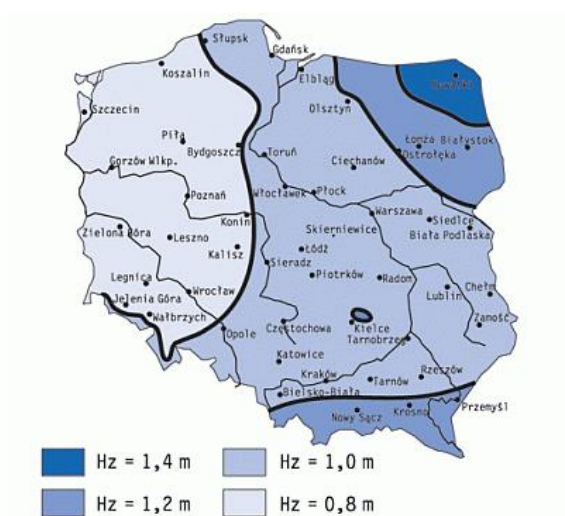 Słupsk
Gdańsk
Koszalin
Elbląg
Suwałki
Olsztyn
Szczecin
Piła
Łomża Białystok
Bydgoszcz
Toruń
Ostrołęka
Gorzów Wlkp.
Ciechanów
Poznań
Włocławek
Płock
Konin
Warszawa
Siedlce
Zielona Góra
Leszno
Skierniewice
Biała Podlaska
Kalisz
Łódź
Sieradz
Legnica
Piotrków
Radom
Wrocław
Lublin
Chełm
Jelenia Góra
Wałbrzych
Opole
Częstochowa
Kielce
Zamość
Tarnobrzeg
Katowice
Kraków
Rzeszów
Bielsko-Biała
Tarnów
Nowy Sącz
Krosno
Przemyśl
Hz = 1,4 m
Hz = 1,0 m
Hz = 1,2 m
Hz = 0,8 m